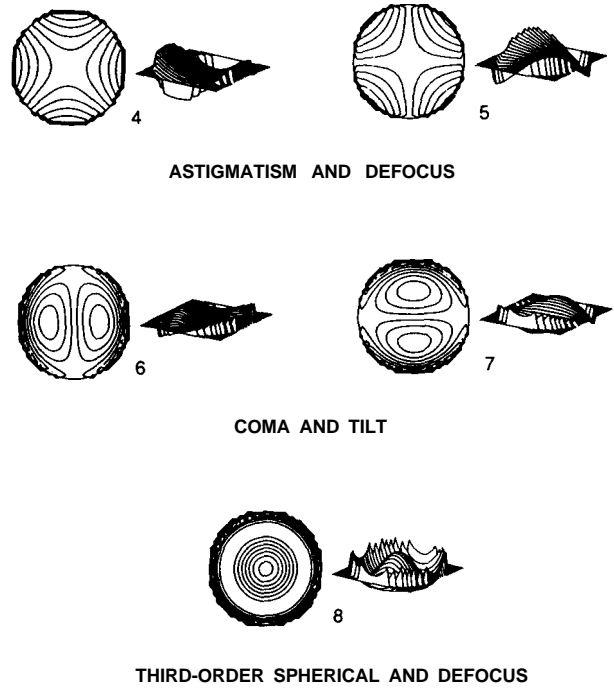 4 5
ASTIGMATISM AND DEFOCUS
6 7
COMA AND TILT
8
THIRD-ORDER SPHERICAL AND DEFOCUS